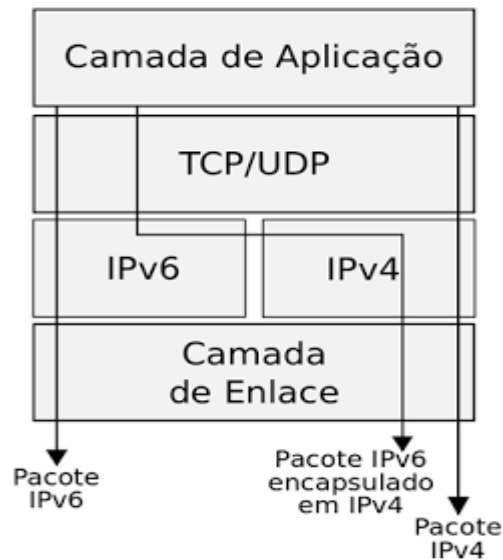 Camada de Aplicação
TCP/UDP
IPv6
IPv4
Camada
de Enlace
Pacote
IPv6
Pacote IPv6
encapsulado
em IPv4
Pacote
IPv4